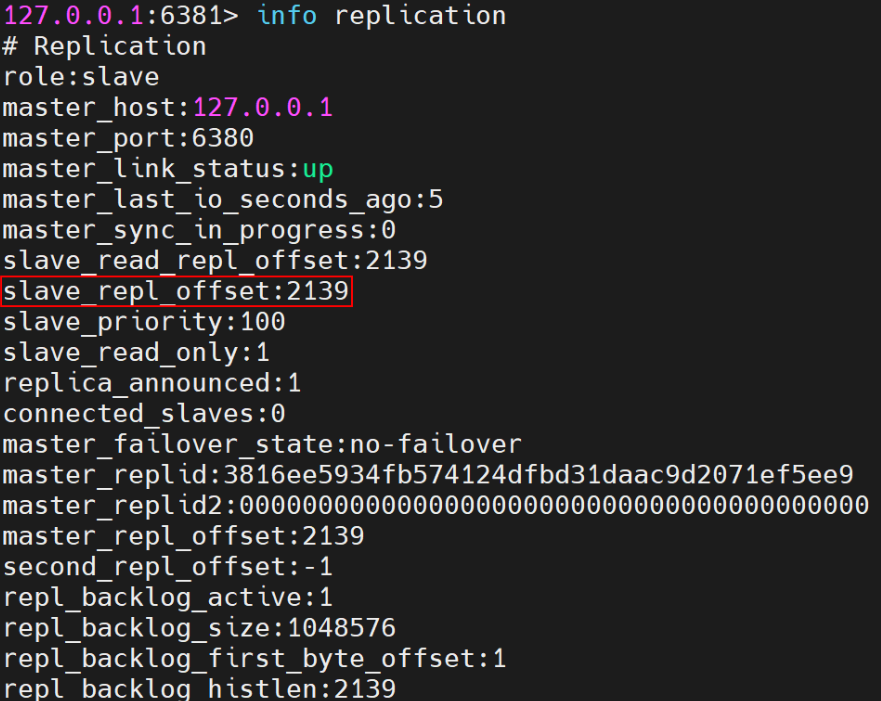 127.0.0.1:6381> info replication
# Replication
role:slave
master_host:127.0.0.1
master_port:6380
master_link_status:up
master_last_io_seconds_ago:5
master_sync_in_progress:0
slave_read_repl_offset:2139
slave_repl_offset:2139
slave_priority:100
slave_read_only:1
replica_announced:1
connected_slaves:0
master_failover_state:no-failover
master_replid:3816ee5934fb574124dfbd31daac9d2071ef5ee9
master_replid2:0000000000000000000000000000000000000000
master_repl_offset:2139
second_repl_offset:-1
repl_backlog_active:1
repl_backlog_size:1048576
repl_backlog_first_byte_offset:1
repl_backlog_histlen:2139